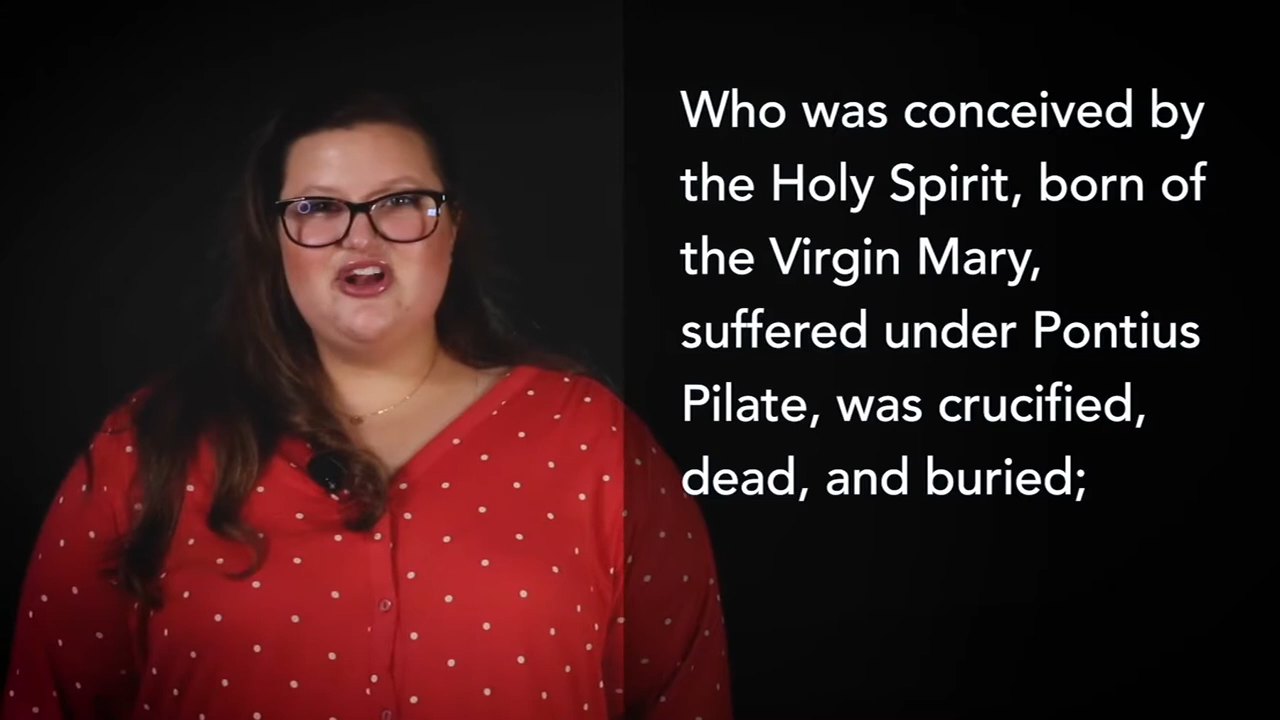 Who was conceived by
the Holy Spirit, born of
the Virgin Mary,
suffered under Pontius
Pilate, was crucified,
dead, and buried;